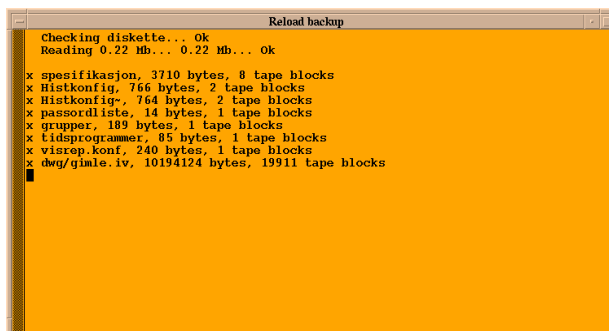 Reload backup
Checking diskette... Ok
Reading 0.22 Mb... 0.22 Mb... Ok
x spesifikasjon, 3710 bytes, 8 tape blocks
x Histkonfig, 766 bytes, 2 tape blocks
x Histkonfig~, 764 bytes, 2 tape blocks
x passordliste, 14 bytes, 1 tape blocks
x grupper, 189 bytes, 1 tape blocks
x tidsprogrammer, 85 bytes, 1 tape blocks
x visrep.konf, 240 bytes, 1 tape blocks
x dwg/gimle.iv, 10194124 bytes, 19911 tape blocks